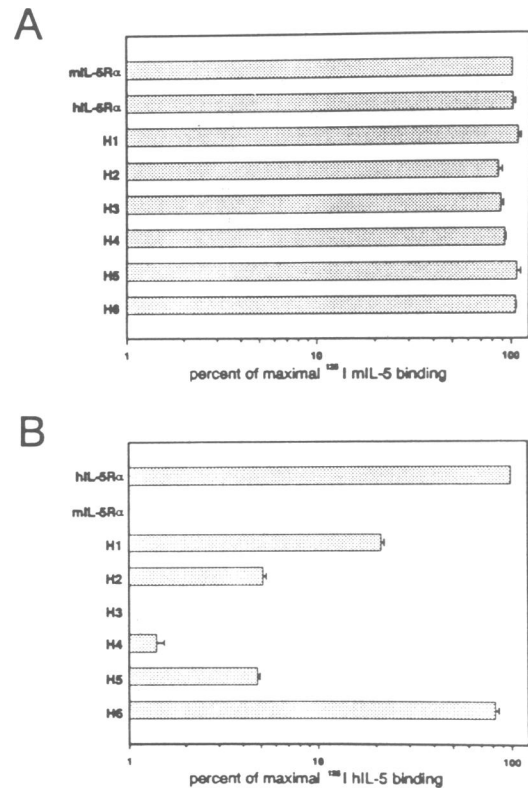 A
mIL-5Rα
hIL-5Rα
H1
H2
H3
H4
H5
H6
1
10
100
percent of maximal ¹²⁵ I mIL-5 binding
B
hIL-5Rα
mIL-5Rα
H1
H2
H3
H4
H5
H6
1
10
100
percent of maximal ¹²⁵ I hIL-5 binding